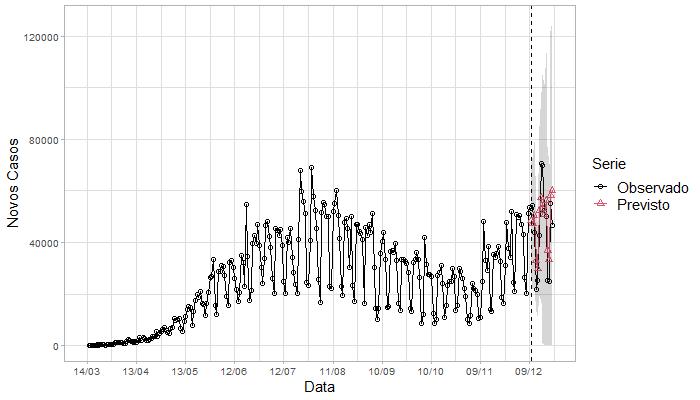 120000
80000
40000
0
Novos Casos
14/03 13/04 13/05 12/06 12/07 11/08 10/09 10/10 09/11 09/12
Data
Serie
Observado
Previsto